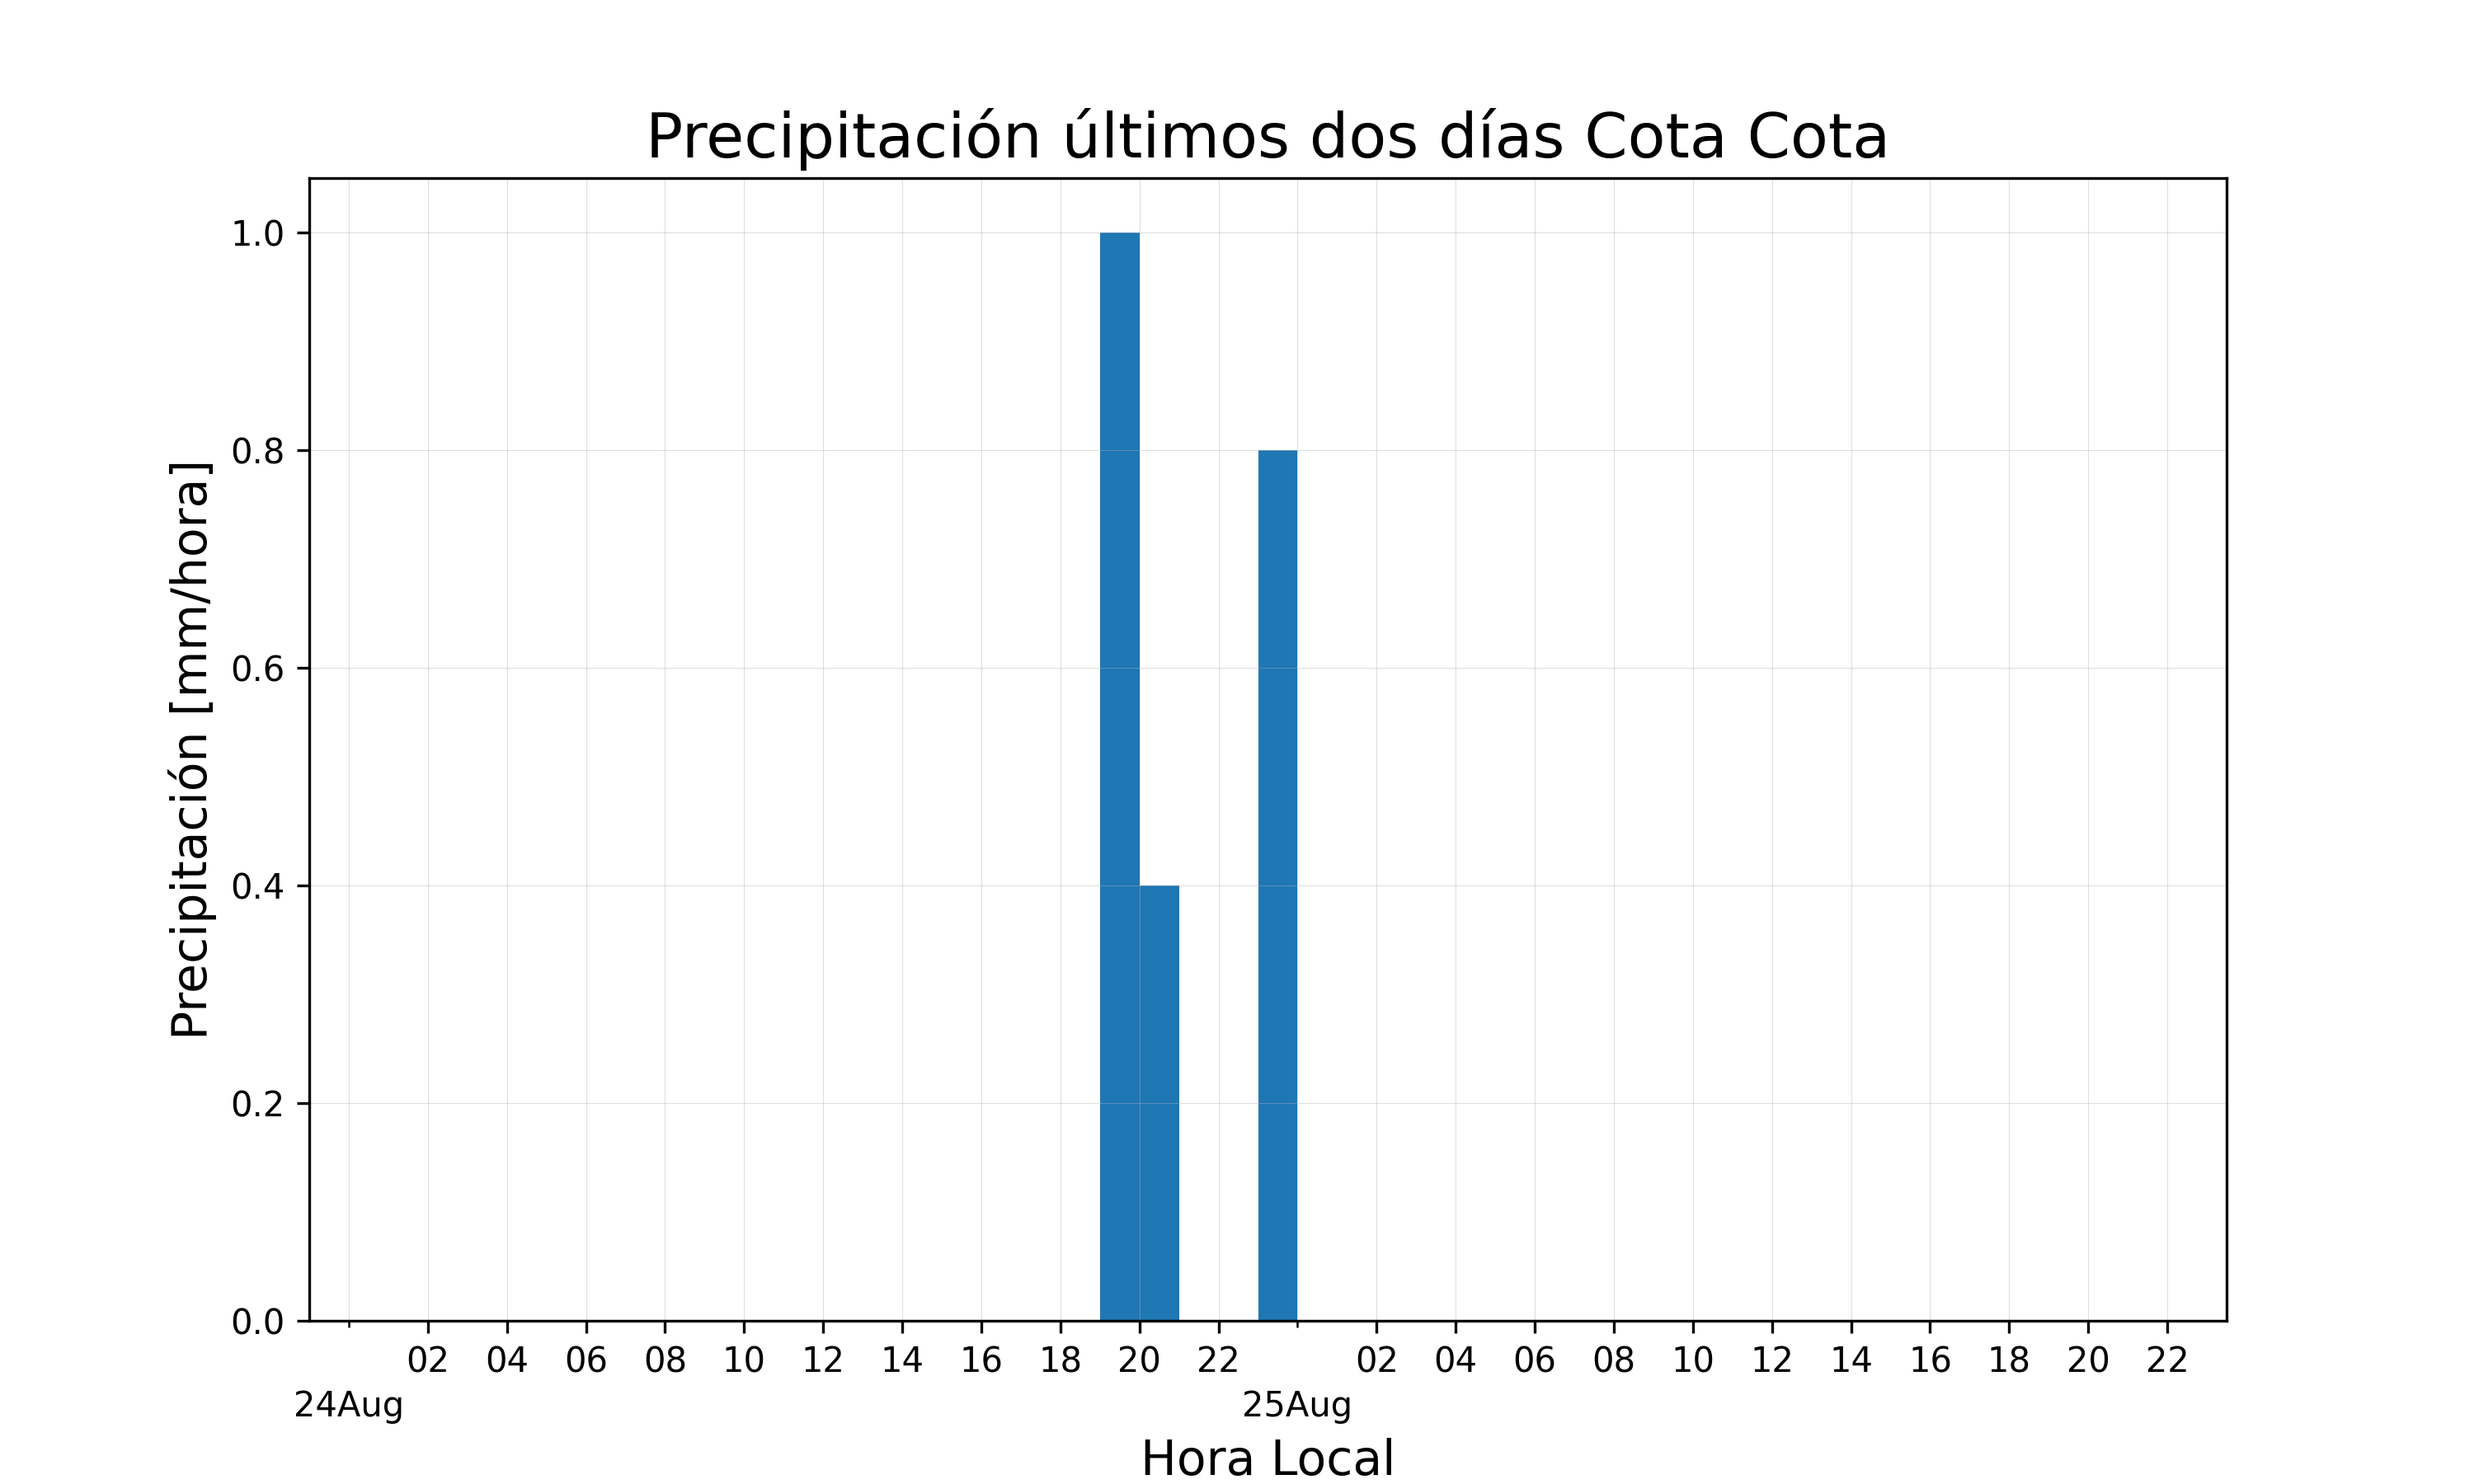 Precipitación últimos dos días Cota Cota
Precipitación [mm/hora]
1.0
0.8
0.6
0.4
0.2
0.0
02 04 06 08 10 12 14 16 18 20 22 02 04 06 08 10 12 14 16 18 20 22
24Aug 25Aug
Hora Local